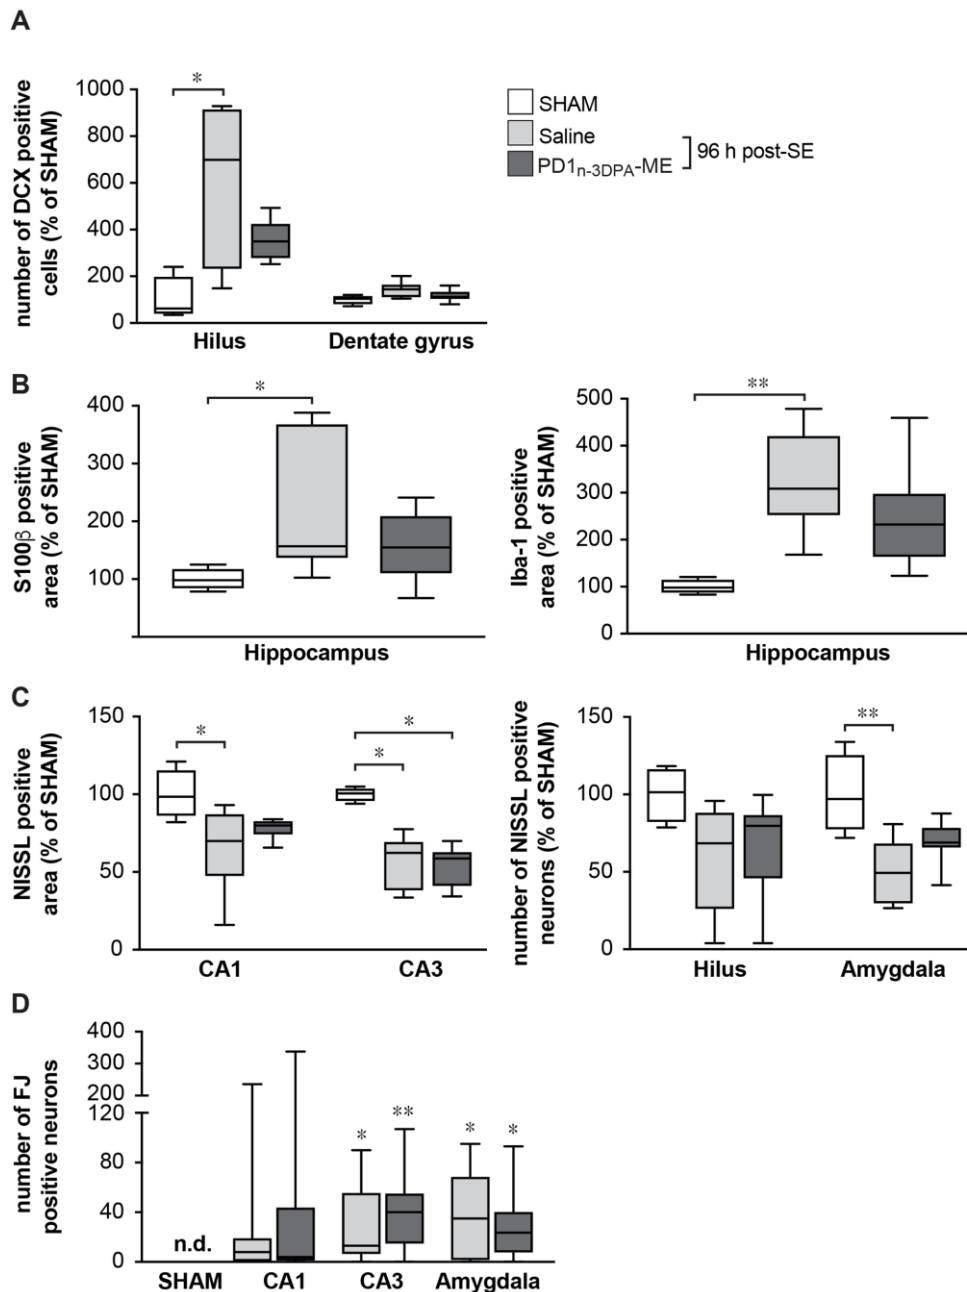 A
number of DCX positive
cells (% of SHAM)
1000
800
600
400
200
0
*
Hilus
Dentate gyrus
SHAM
Saline
PD1n-3DPA-ME
96 h post-SE
B
S100β positive
area (% of SHAM)
400
300
200
100
*
Hippocampus
Iba-1 positive
area (% of SHAM)
500
400
300
200
100
0
**
Hippocampus
C
NISSL positive
area (% of SHAM)
150
100
50
0
*
*
*
CA1
CA3
number of NISSL positive
neurons (% of SHAM)
150
100
50
0
**
Hilus
Amygdala
D
number of FJ
positive neurons
400
300
200
120
80
40
0
n.d.
*
**
*
*
SHAM
CA1
CA3
Amygdala